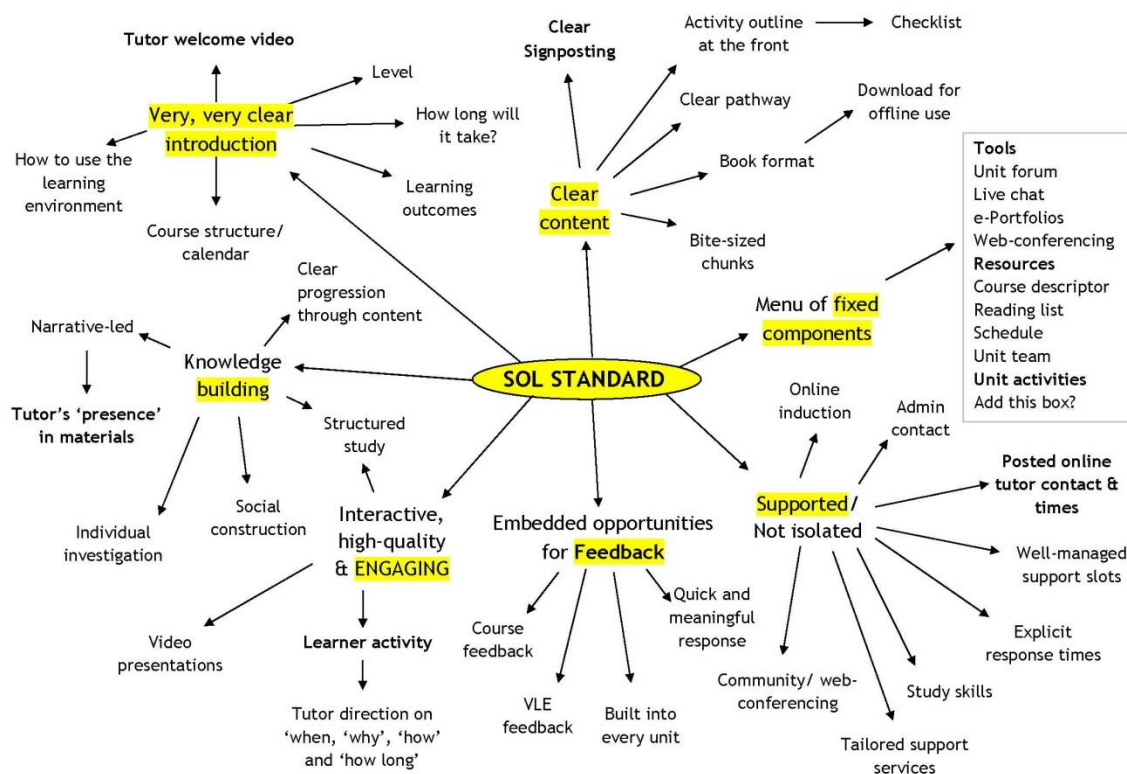 Tutor welcome video
Level
Very, very clear
introduction
How long will
it take?
How to use the
learning
environment
Learning
outcomes
Course structure/
calendar
Clear
Signposting
Activity outline
at the front
Checklist
Clear pathway
Download for
offline use
Book format
Clear
content
Bite-sized
chunks
Menu of fixed
components
Tools
Unit forum
Live chat
e-Portfolios
Web-conferencing
Resources
Course descriptor
Reading list
Schedule
Unit team
Unit activities
Add this box?
SOL STANDARD
Clear
progression
through content
Narrative-led
Knowledge
building
Tutor’s ‘presence’
in materials
Structured
study
Individual
investigation
Social
construction
Interactive,
high-quality
& ENGAGING
Video
presentations
Learner activity
Tutor direction on
‘when, ‘why’, ‘how’
and ‘how long’
Embedded opportunities
for Feedback
Course
feedback
VLE
feedback
Built into
every unit
Quick and
meaningful
response
Supported/
Not isolated
Online
induction
Admin
contact
Posted online
tutor contact &
times
Well-managed
support slots
Explicit
response times
Study skills
Tailored support
services
Community/ web-
conferencing